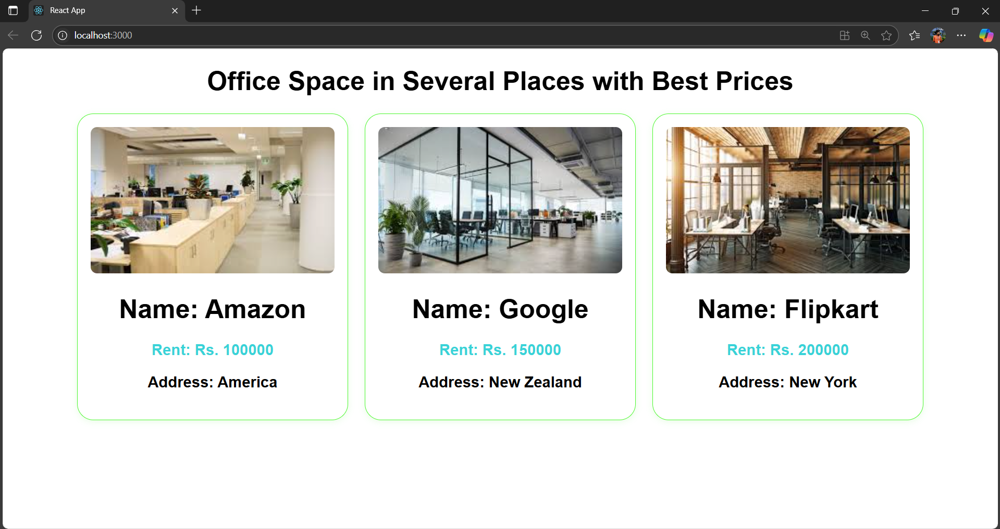 React App
localhost:3000
Office Space in Several Places with Best Prices
Name: Amazon
Rent: Rs. 100000
Address: America
Name: Google
Rent: Rs. 150000
Address: New Zealand
Name: Flipkart
Rent: Rs. 200000
Address: New York